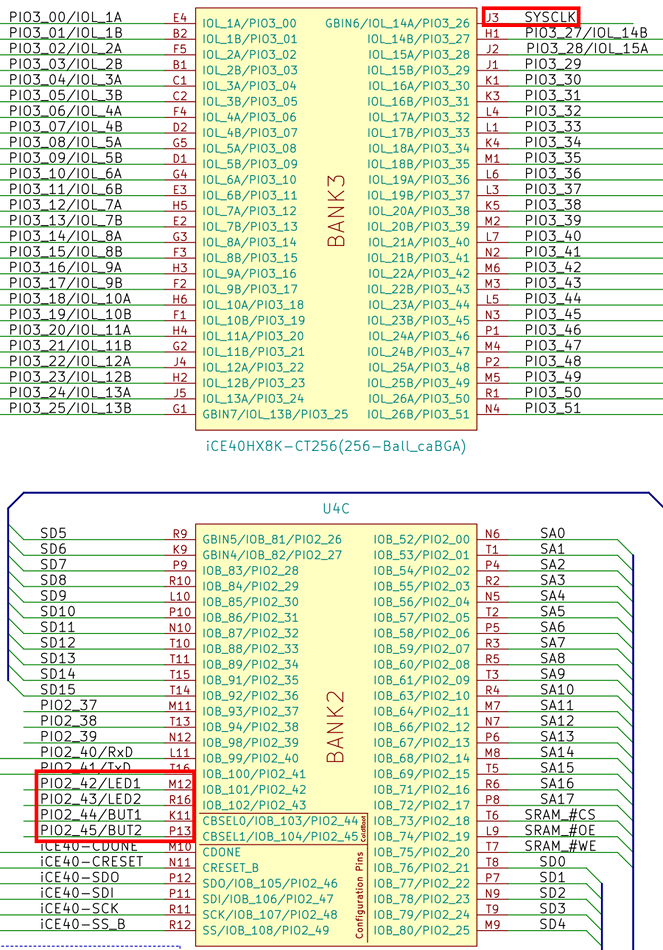 PIO3_00/IOL_1A E4 IOL_1A/PIO3_00 GBIN6/IOL_14A/PIO3_26 J3 SYSCLK
PIO3_01/IOL_1B B2 IOL_1B/PIO3_01 IOL_14B/PIO3_27 H1 PIO3_27/IOL_14B
PIO3_02/IOL_2A F5 IOL_2A/PIO3_02 IOL_15A/PIO3_28 J2 PIO3_28/IOL_15A
PIO3_03/IOL_2B B1 IOL_2B/PIO3_03 IOL_15B/PIO3_29 J1 PIO3_29
PIO3_04/IOL_3A C1 IOL_3A/PIO3_04 IOL_16A/PIO3_30 K1 PIO3_30
PIO3_05/IOL_3B C2 IOL_3B/PIO3_05 IOL_16B/PIO3_31 K3 PIO3_31
PIO3_06/IOL_4A F4 IOL_4A/PIO3_06 IOL_17A/PIO3_32 L4 PIO3_32
PIO3_07/IOL_4B D2 IOL_4B/PIO3_07 IOL_17B/PIO3_33 L1 PIO3_33
PIO3_08/IOL_5A G5 IOL_5A/PIO3_08 IOL_18A/PIO3_34 K4 PIO3_34
PIO3_09/IOL_5B D1 IOL_5B/PIO3_09 IOL_18B/PIO3_35 M1 PIO3_35
PIO3_10/IOL_6A G4 IOL_6A/PIO3_10 IOL_19A/PIO3_36 L6 PIO3_36
PIO3_11/IOL_6B E3 IOL_6B/PIO3_11 IOL_19B/PIO3_37 L3 PIO3_37
PIO3_12/IOL_7A H5 IOL_7A/PIO3_12 IOL_20A/PIO3_38 K5 PIO3_38
PIO3_13/IOL_7B E2 IOL_7B/PIO3_13 IOL_20B/PIO3_39 M2 PIO3_39
PIO3_14/IOL_8A G3 IOL_8A/PIO3_14 IOL_21A/PIO3_40 L7 PIO3_40
PIO3_15/IOL_8B F3 IOL_8B/PIO3_15 IOL_21B/PIO3_41 N2 PIO3_41
PIO3_16/IOL_9A H3 IOL_9A/PIO3_16 IOL_22A/PIO3_42 M6 PIO3_42
PIO3_17/IOL_9B F2 IOL_9B/PIO3_17 IOL_22B/PIO3_43 M3 PIO3_43
PIO3_18/IOL_10A H6 IOL_10A/PIO3_18 IOL_23A/PIO3_44 L5 PIO3_44
PIO3_19/IOL_10B F1 IOL_10B/PIO3_19 IOL_23B/PIO3_45 N3 PIO3_45
PIO3_20/IOL_11A H4 IOL_11A/PIO3_20 IOL_24A/PIO3_46 P1 PIO3_46
PIO3_21/IOL_11B G2 IOL_11B/PIO3_21 IOL_24B/PIO3_47 M4 PIO3_47
PIO3_22/IOL_12A J4 IOL_12A/PIO3_22 IOL_25A/PIO3_48 P2 PIO3_48
PIO3_23/IOL_12B H2 IOL_12B/PIO3_23 IOL_25B/PIO3_49 M5 PIO3_49
PIO3_24/IOL_13A J5 IOL_13A/PIO3_24 IOL_26A/PIO3_50 R1 PIO3_50
PIO3_25/IOL_13B G1 GBIN7/IOL_13B/PIO3_25 IOL_26B/PIO3_51 N4 PIO3_51
BANK3
iCE40HX8K-CT256(256-Ball_caBGA)
U4C
SD5 R9 GBIN5/IOB_81/PIO2_26 IOB_52/PIO2_00 N6 SA0
SD6 K9 GBIN4/IOB_82/PIO2_27 IOB_53/PIO2_01 T1 SA1
SD7 P9 IOB_83/PIO2_28 IOB_54/PIO2_02 P4 SA2
SD8 R10 IOB_84/PIO2_29 IOB_55/PIO2_03 R2 SA3
SD9 L10 IOB_85/PIO2_30 IOB_56/PIO2_04 N5 SA4
SD10 P10 IOB_86/PIO2_31 IOB_57/PIO2_05 T2 SA5
SD11 N10 IOB_87/PIO2_32 IOB_58/PIO2_06 P5 SA6
SD12 T10 IOB_88/PIO2_33 IOB_59/PIO2_07 R3 SA7
SD13 T11 IOB_89/PIO2_34 IOB_60/PIO2_08 R5 SA8
SD14 T15 IOB_91/PIO2_35 IOB_61/PIO2_09 T3 SA9
SD15 T14 IOB_92/PIO2_36 IOB_63/PIO2_10 R4 SA10
PIO2_37 M11 IOB_93/PIO2_37 IOB_64/PIO2_11 M7 SA11
PIO2_38 T13 IOB_94/PIO2_38 IOB_66/PIO2_12 N7 SA12
PIO2_39 N12 IOB_98/PIO2_39 IOB_67/PIO2_13 P6 SA13
PIO2_40/RxD L11 IOB_99/PIO2_40 IOB_68/PIO2_14 M8 SA14
PIO2_41/TxD T16 IOB_100/PIO2_41 IOB_69/PIO2_15 T5 SA15
PIO2_42/LED1 M12 IOB_101/PIO2_42 IOB_71/PIO2_16 R6 SA16
PIO2_43/LED2 R16 IOB_102/PIO2_43 IOB_72/PIO2_17 P8 SA17
PIO2_44/BUT1 K11 CBSEL0/IOB_103/PIO2_44 IOB_73/PIO2_18 T6 SRAM_#CS
PIO2_45/BUT2 P13 CBSEL1/IOB_104/PIO2_45 IOB_74/PIO2_19 L9 SRAM_#OE
iCE40-CDONE M10 CDONE IOB_75/PIO2_20 T7 SRAM_#WE
iCE40-CRESET N11 CRESET_B IOB_76/PIO2_21 T8 SD0
iCE40-SDO P12 SDO/IOB_105/PIO2_46 IOB_77/PIO2_22 P7 SD1
iCE40-SDI P11 SDI/IOB_106/PIO2_47 IOB_78/PIO2_23 N9 SD2
iCE40-SCK R11 SCK/IOB_107/PIO2_48 IOB_79/PIO2_24 T9 SD3
iCE40-SS_B R12 SS/IOB_108/PIO2_49 IOB_80/PIO2_25 M9 SD4
BANK2
ColdBoot
Configuration Pins